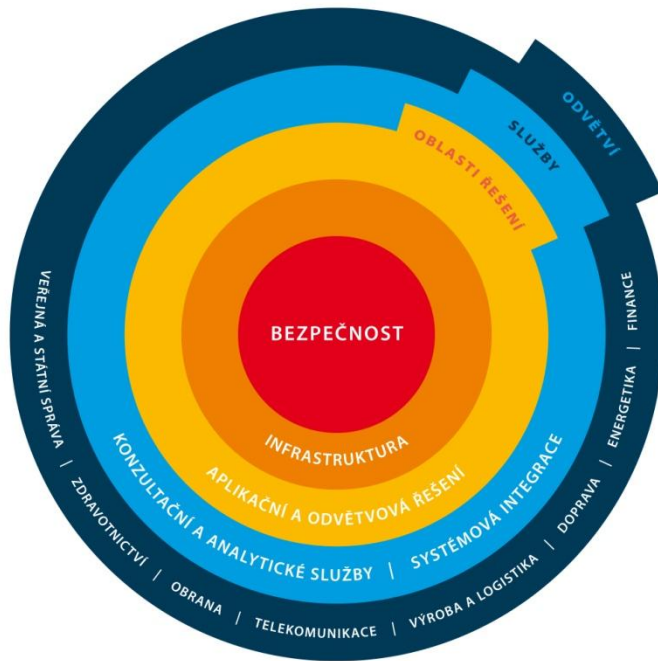 ODVĚTVÍ
SLUŽBY
OBLASTI ŘEŠENÍ
BEZPEČNOST
INFRASTRUKTURA
APLIKAČNÍ A ODVĚTVOVÁ ŘEŠENÍ
KONZULTAČNÍ A ANALYTICKÉ SLUŽBY | SYSTÉMOVÁ INTEGRACE
VEŘEJNÁ A STÁTNÍ SPRÁVA | ZDRAVOTNICTVÍ | OBRANA | TELEKOMUNIKACE | VÝROBA A LOGISTIKA | DOPRAVA | ENERGETIKA | FINANCE